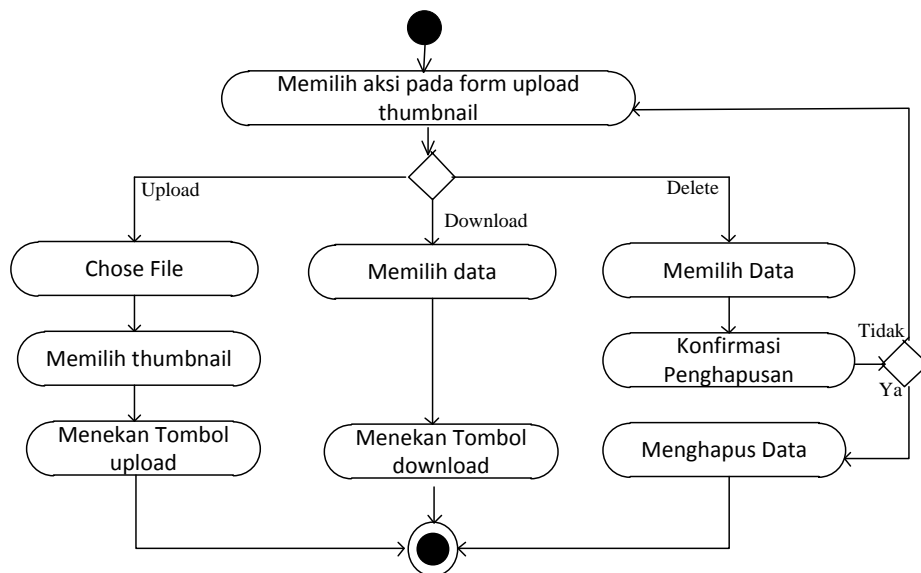 Memilih aksi pada form upload
thumbnail
Upload
Download
Delete
Chose File
Memilih data
Memilih Data
Memilih thumbnail
Konfirmasi
Penghapusan
Tidak
Ya
Menekan Tombol
upload
Menekan Tombol
download
Menghapus Data